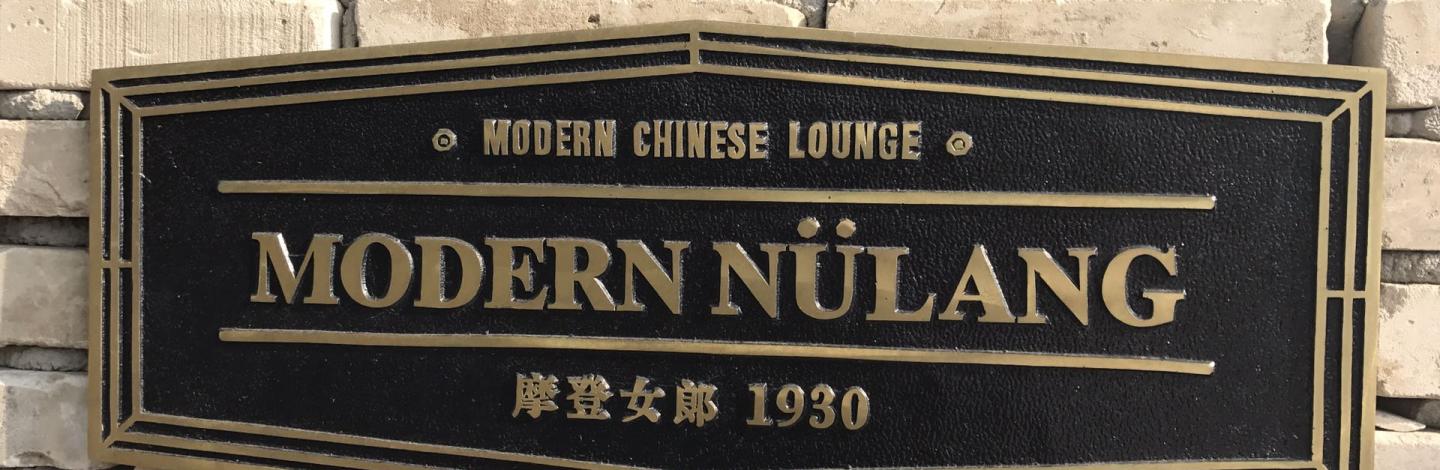 MODERN CHINESE LOUNGE
MODERN NÜLANG
摩登女郎 1930